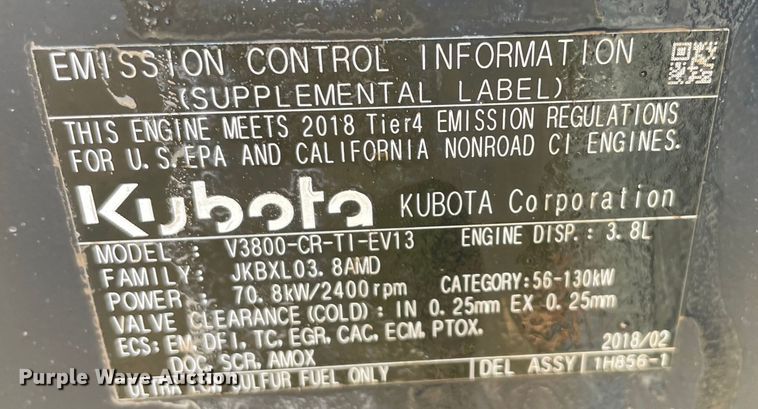 EMISSION CONTROL INFORMATION
(SUPPLEMENTAL LABEL)
THIS ENGINE MEETS 2018 Tier4 EMISSION REGULATIONS
FOR U.S.EPA AND CALIFORNIA NONROAD CI ENGINES.
Kubota KUBOTA Corporation
MODEL : V3800-CR-TI-EV13 ENGINE DISP.: 3.8L
FAMILY: JKBXL03.8AMD
POWER : 70.8kW/2400rpm CATEGORY:56-130kW
VALVE CLEARANCE(COLD): IN 0.25mm EX 0.25mm
ECS: EM, DFI, TC, EGR, CAC, ECM, PTOX,
DOC, SCR, AMOX 2018/02
ULTRA LOW SULFUR FUEL ONLY DEL ASSY 1H856-1
Purple Wave Auction